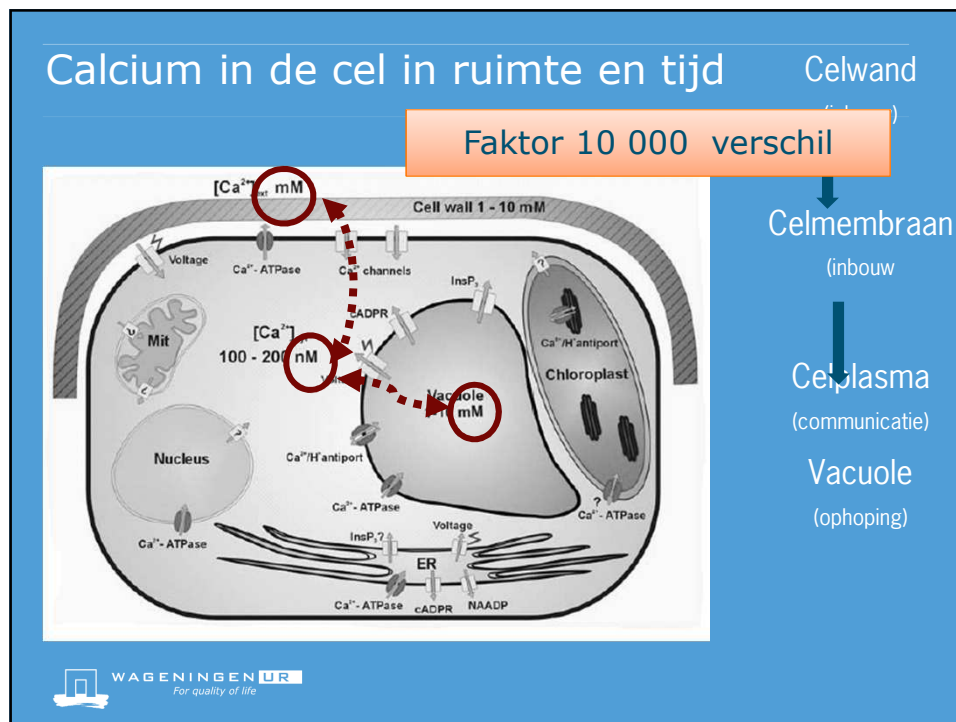 Calcium in de cel in ruimte en tijd
Celwand
Faktor 10 000 verschil
Celmembraan
(inbouw
Celplasma
(communicatie)
Vacuole
(ophoping)
[Ca²⁺] mM
Cell wall 1 - 10 mM
Voltage
Ca²⁺- ATPase
Ca²⁺ channels
InsP₃
cADPR
?
Mit
?
?
[Ca²⁺]
100 - 200 nM
Vacuole
mM
Ca²⁺/H⁺antiport
Chloroplast
Nucleus
?
Ca²⁺/H⁺antiport
Ca²⁺- ATPase
?
Ca²⁺- ATPase
Ca²⁺- ATPase
InsP₃?
Voltage
ER
Ca²⁺- ATPase
cADPR
NAADP
WAGENINGEN UR
For quality of life